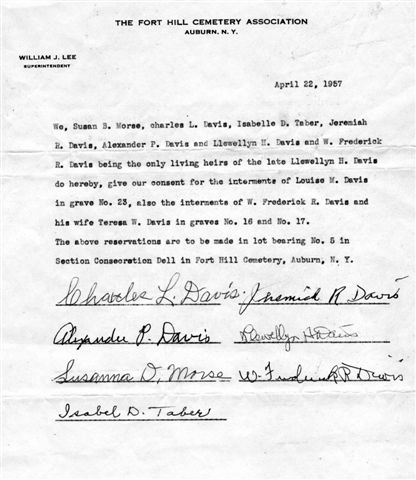 THE FORT HILL CEMETERY ASSOCIATION
AUBURN, N. Y.
WILLIAM J. LEE
SUPERINTENDENT
April 22, 1957
We, Susan B. Morse, charles L. Davis, Isabelle D. Taber, Jeremiah
R. Davis, Alexander P. Davis and Llewellyn H. Davis and W. Frederick
R. Davis being the only living heirs of the late Llewellyn H. Davis
do hereby, give our consent for the interments of Louise M. Davis
in grave No. 23, also the interments of W. Frederick R. Davis and
his wife Teresa W. Davis in graves No. 16 and No. 17.
The above reservations are to be made in lot bearing No. 5 in
Section Consecration Dell in Fort Hill Cemetery, Auburn, N. Y.
Charles L. Davis. Jeremiah R. Davis
Alexander P. Davis Llewellyn H. Davis
Susanna D. Morse W. Frederick R. Davis
Isabel D. Taber